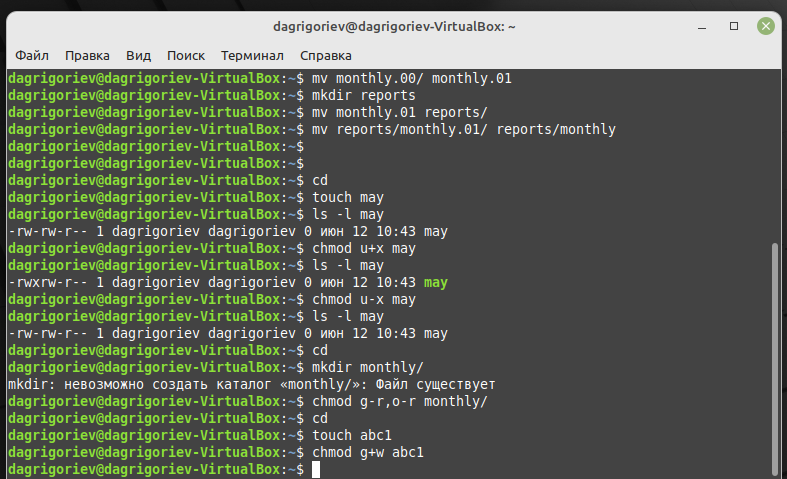 dagrigoriev@dagrigoriev-VirtualBox: ~
Файл Правка Вид Поиск Терминал Справка
dagrigoriev@dagrigoriev-VirtualBox:~$ mv monthly.00/ monthly.01
dagrigoriev@dagrigoriev-VirtualBox:~$ mkdir reports
dagrigoriev@dagrigoriev-VirtualBox:~$ mv monthly.01 reports/
dagrigoriev@dagrigoriev-VirtualBox:~$ mv reports/monthly.01/ reports/monthly
dagrigoriev@dagrigoriev-VirtualBox:~$
dagrigoriev@dagrigoriev-VirtualBox:~$
dagrigoriev@dagrigoriev-VirtualBox:~$ cd
dagrigoriev@dagrigoriev-VirtualBox:~$ touch may
dagrigoriev@dagrigoriev-VirtualBox:~$ ls -l may
-rw-rw-r-- 1 dagrigoriev dagrigoriev 0 июн 12 10:43 may
dagrigoriev@dagrigoriev-VirtualBox:~$ chmod u+x may
dagrigoriev@dagrigoriev-VirtualBox:~$ ls -l may
-rwxrw-r-- 1 dagrigoriev dagrigoriev 0 июн 12 10:43 may
dagrigoriev@dagrigoriev-VirtualBox:~$ chmod u-x may
dagrigoriev@dagrigoriev-VirtualBox:~$ ls -l may
-rw-rw-r-- 1 dagrigoriev dagrigoriev 0 июн 12 10:43 may
dagrigoriev@dagrigoriev-VirtualBox:~$ cd
dagrigoriev@dagrigoriev-VirtualBox:~$ mkdir monthly/
mkdir: невозможно создать каталог «monthly/»: Файл существует
dagrigoriev@dagrigoriev-VirtualBox:~$ chmod g-r,o-r monthly/
dagrigoriev@dagrigoriev-VirtualBox:~$ cd
dagrigoriev@dagrigoriev-VirtualBox:~$ touch abc1
dagrigoriev@dagrigoriev-VirtualBox:~$ chmod g+w abc1
dagrigoriev@dagrigoriev-VirtualBox:~$